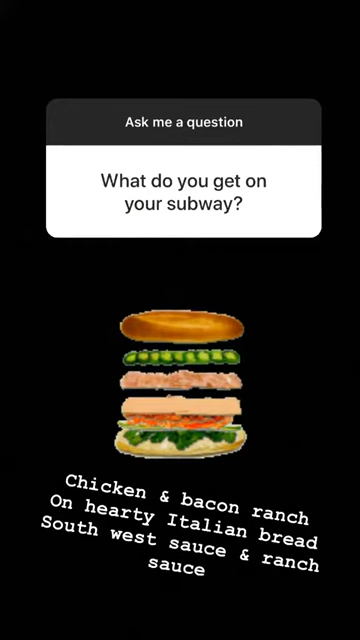 Ask me a question
What do you get on
your subway?
Chicken & bacon ranch
On hearty Italian bread
South west sauce & ranch
sauce